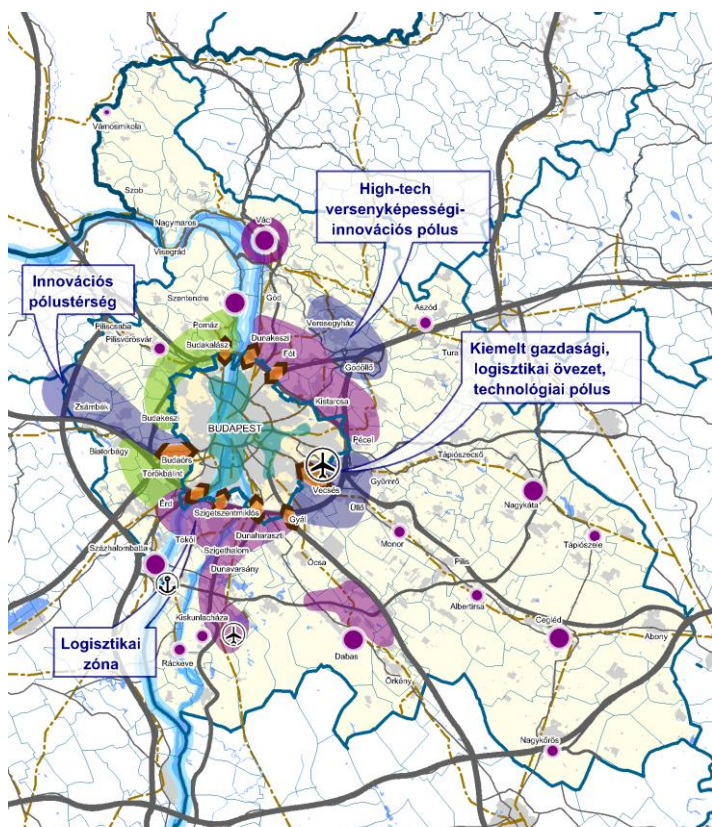 Városmikola
Szob
Nagymaros
Vác
Visegrád
High-tech
versenyképességi-
innovációs pólus
Innovációs
pólustérség
Szentendre
Göd
Piliscsaba
Pomáz
Dunakeszi
Veresegyház
Aszód
Pilisvörösvár
Budakalász
Fót
Tura
Gödöllő
Kiemelt gazdasági,
logisztikai övezet,
technológiai pólus
Zsámbék
Kistarcsa
Budakeszi
BUDAPEST
Pécel
Biatorbágy
Budaörs
Tápiószecső
Törökbálint
Vecsés
Gyömrő
Nagykáta
Érd
Szigetszentmiklós
Üllő
Gyál
Tököl
Dunaharaszti
Monor
Tápiószele
Százhalombatta
Szigethalom
Ócsa
Pilis
Dunavarsány
Albertirsa
Cegléd
Kiskunlacháza
Abony
Logisztikai
zóna
Ráckeve
Dabas
Örkény
Nagykőrös